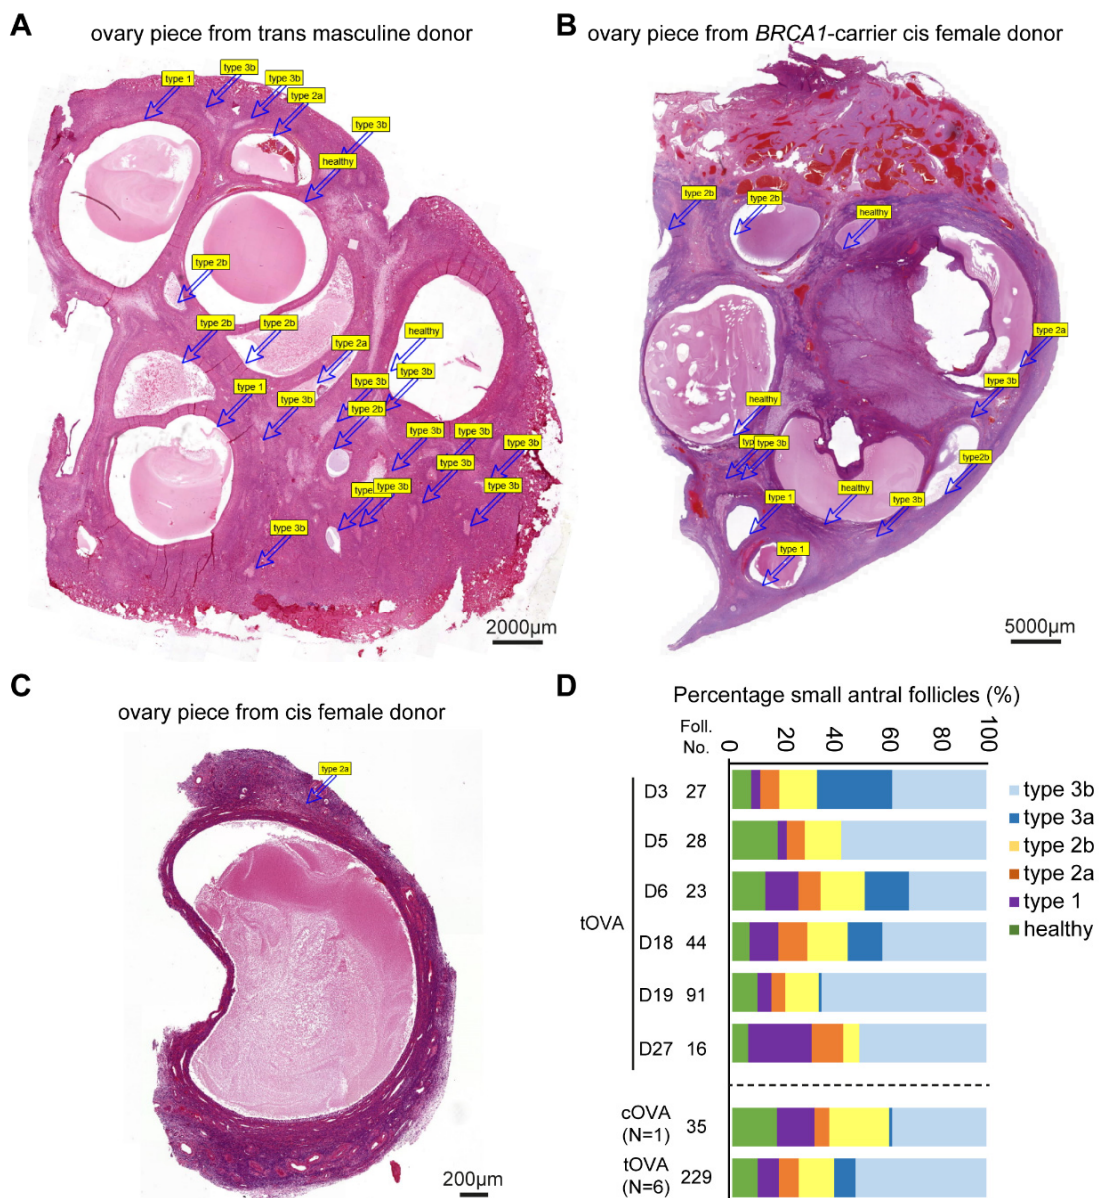 A
ovary piece from trans masculine donor
type 1
type 3b
type 3b
type 2a
type 3b
healthy
type 2b
type 2b
type 2b
type 2a
healthy
type 3b
type 3b
type 1
type 3b
type 2b
type 3b
type 3b
type 3b
type 3b
type
type 3b
type 3b
type 3b
2000µm
B
ovary piece from BRCA1-carrier cis female donor
type 2b
type 2b
healthy
type 2a
type 3b
healthy
type 3b
type2b
type 1
healthy
type 3b
type 1
5000µm
C
ovary piece from cis female donor
type 2a
200µm
D
Percentage small antral follicles (%)
Foll.
No.
0
20
40
60
80
100
tOVA
D3 27
D5 28
D6 23
D18 44
D19 91
D27 16
cOVA
(N=1)
35
tOVA
(N=6)
229
type 3b
type 3a
type 2b
type 2a
type 1
healthy